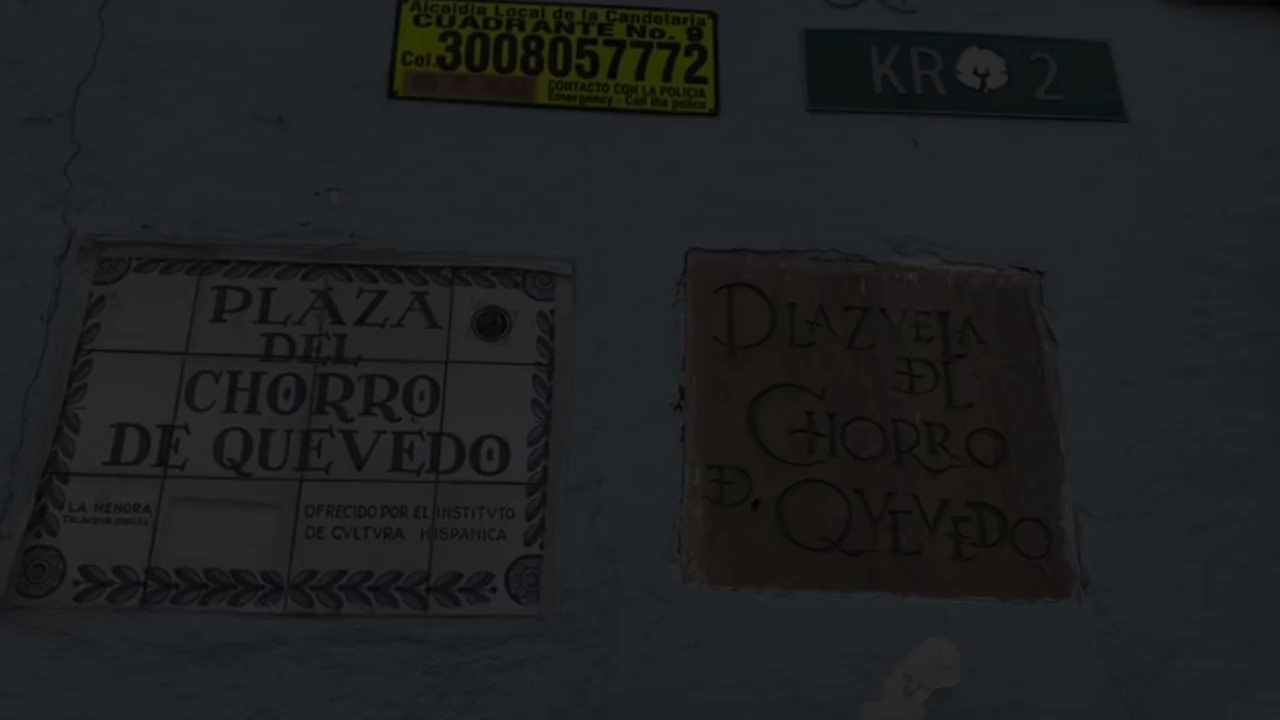 Alcaldía Local de la Candelaria
CUADRANTE No. 9
Cel. 3008057772
CONTACTO CON LA POLICIA
Emergency - Call the police
KR 2
PLAZA
DEL
CHORRO
DE QUEVEDO
LA MENORA
OFRECIDO POR EL INSTITVTO
DE CVLTVRA HISPANICA
PLAZVELA
DL
CHORRO
D. QVEVEDO